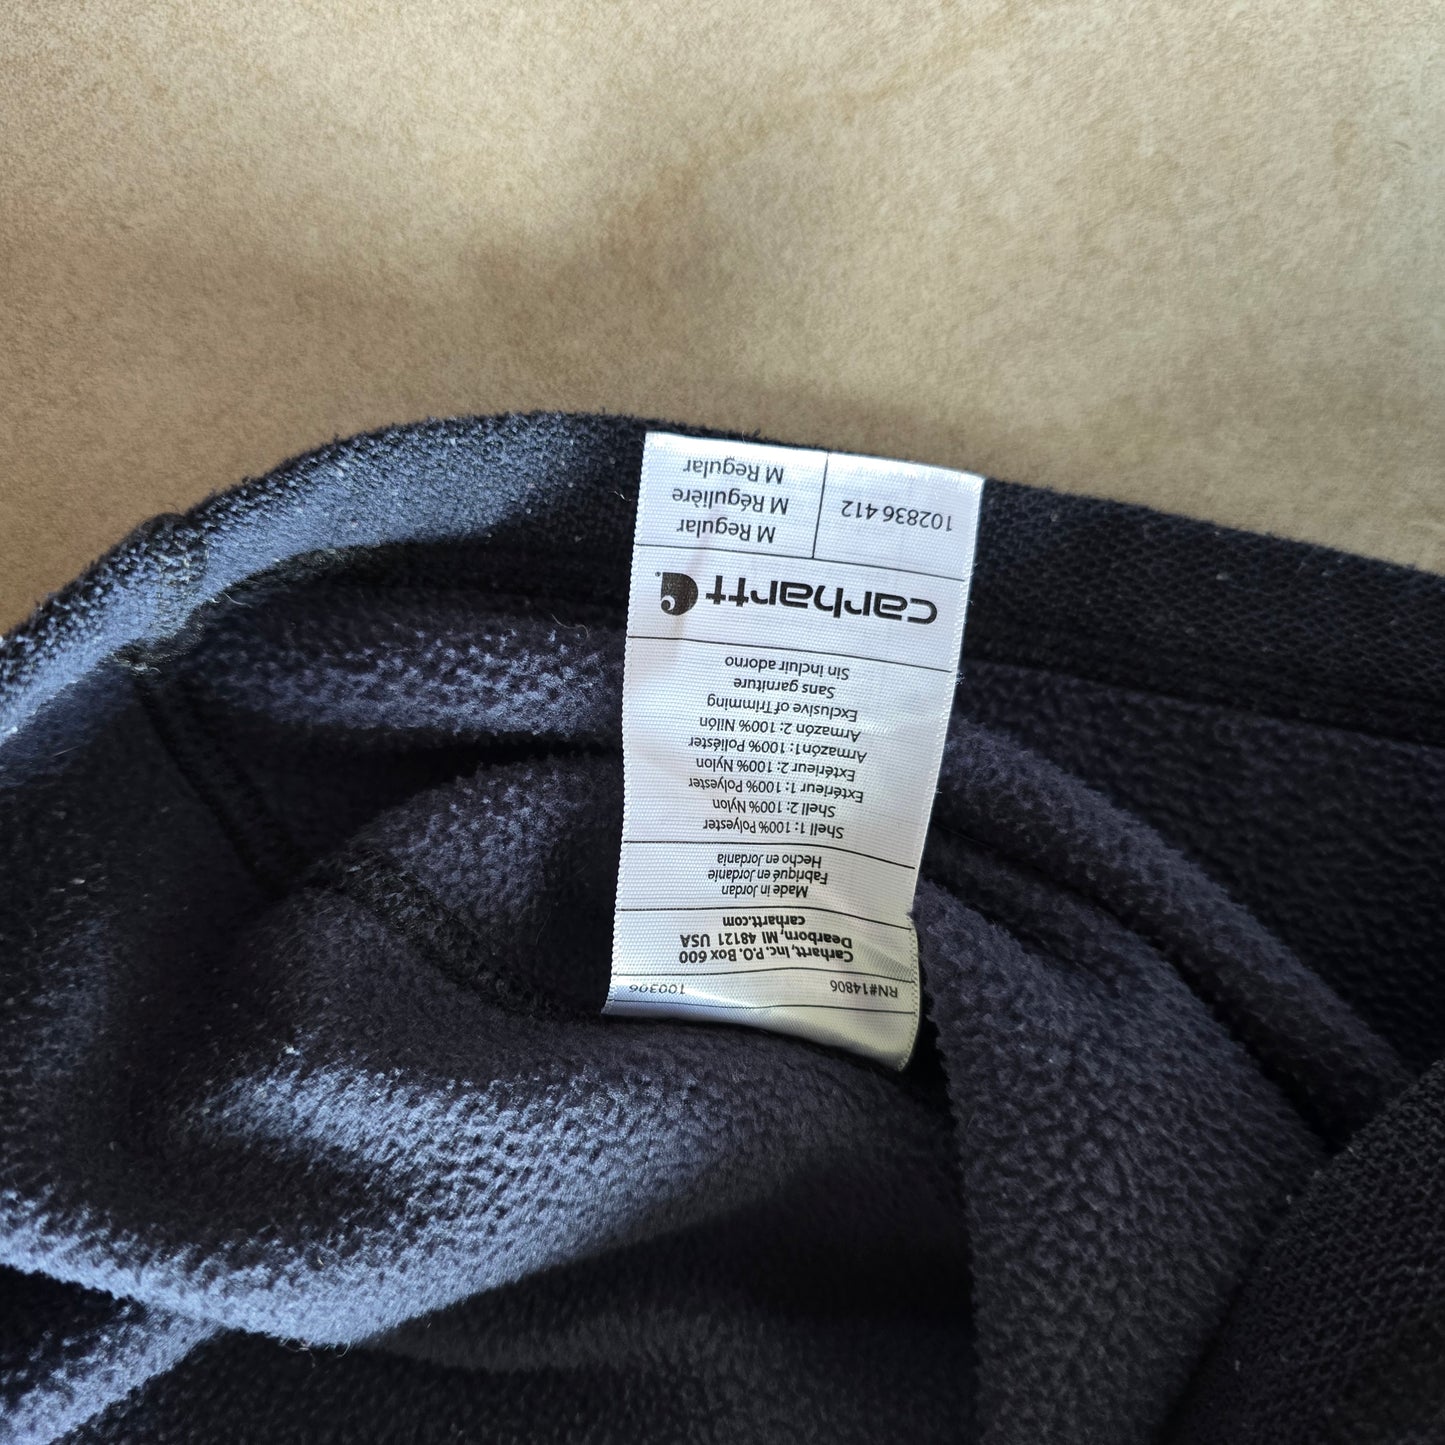 RN#14806 100306
Carhartt, Inc. P.O. Box 600
Dearborn, MI 48121 USA
carhartt.com
Made in Jordan
Fabriqué en Jordanie
Hecho en Jordania
Shell 1: 100% Polyester
Shell 2: 100% Nylon
Extérieur 1: 100% Polyester
Extérieur 2: 100% Nylon
Armazón1: 100% Poliéster
Armazón 2: 100% Nilón
Exclusive of Trimming
Sans garniture
Sin incluir adorno
carhartt
102836 412
M Regular
M Régulière
M Regular